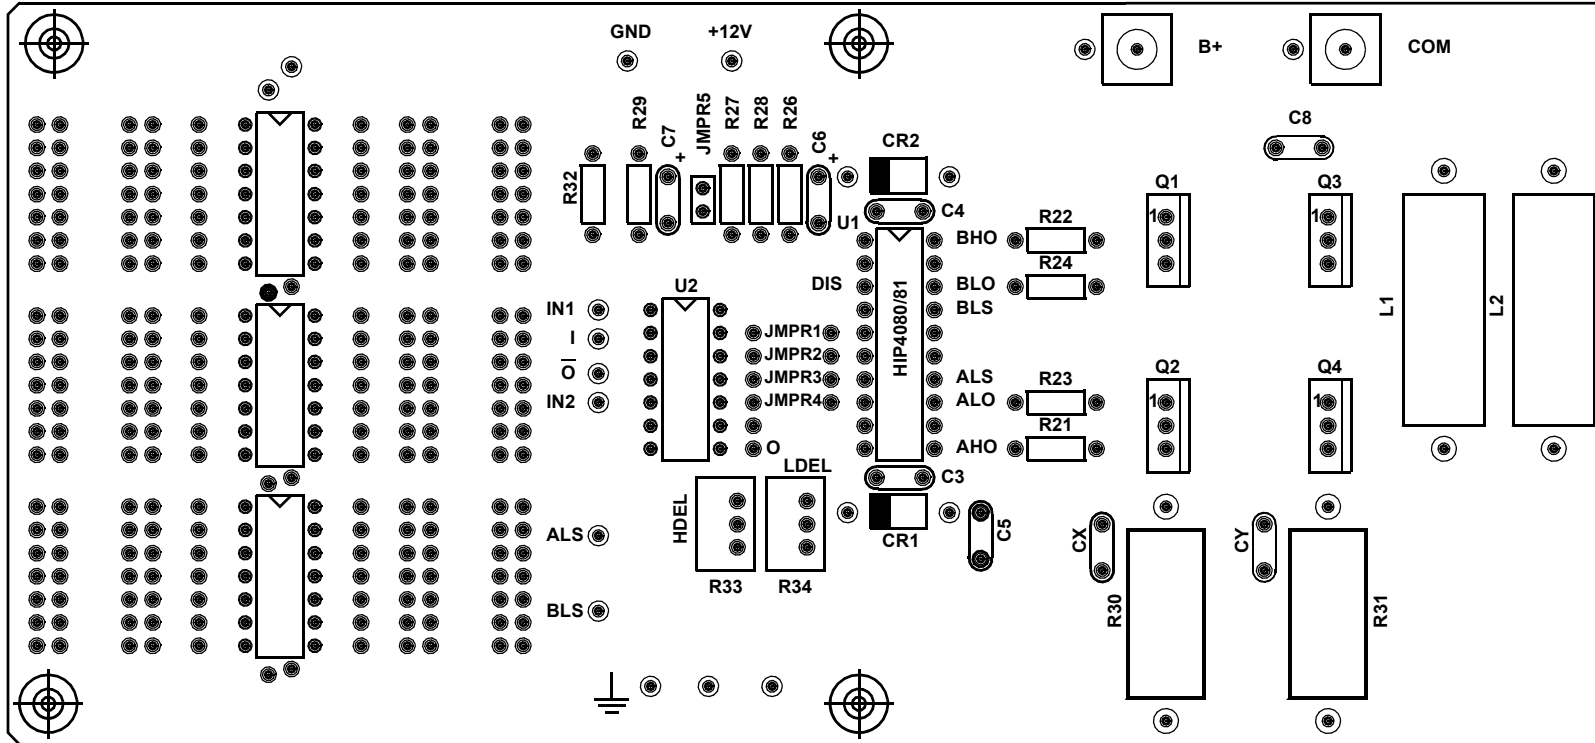 GND
+12V
B+
COM
R29
C7
+
JMPR5
R27
R28
R26
C6
+
CR2
C8
R32
U1
C4
Q1
1
Q3
1
BHO
R22
R24
DIS
BLO
BLS
HIP4080/81
L1
L2
U2
IN1
I
O̅
IN2
JMPR1
JMPR2
JMPR3
JMPR4
O
ALS
ALO
AHO
R23
R21
Q2
1
Q4
1
LDEL
HDEL
C3
CR1
C5
CX
CY
ALS
BLS
R33
R34
R30
R31